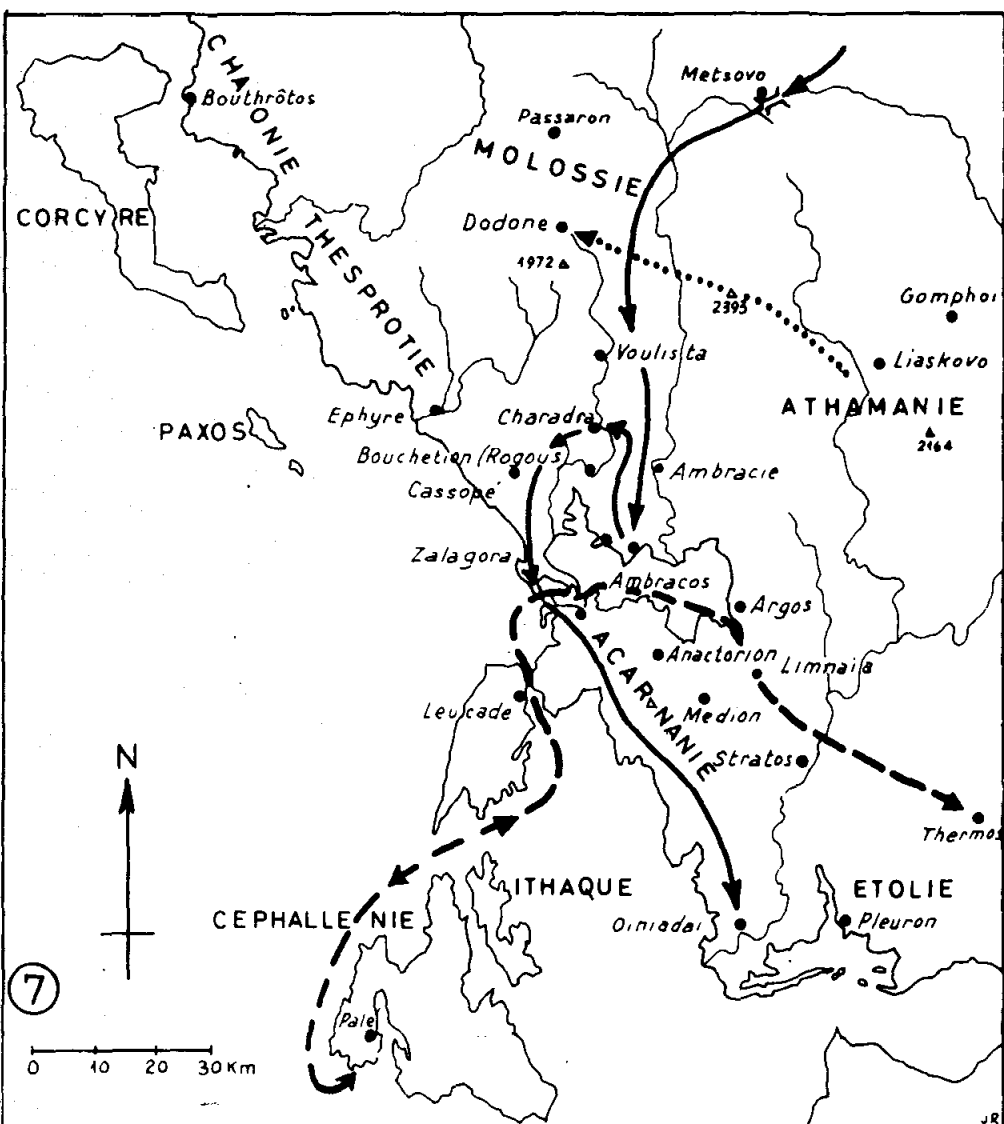 CHAONIE
Metsovo
Bouthrôtos
Passaron
MOLOSSIE
CORCYRE
THESPROTIE
Dodone
1972
2395
Gomphoi
Voulista
Liaskovo
ATHAMANIE
2164
Ephyre
Charadra
PAXOS
Bouchetion (Rogous
Ambracie
Cassopé
Zalagora
Ambracos
Argos
ACARNANIE
Anactorion
Limnaia
Leucade
Medion
Stratos
N
Thermos
ITHAQUE
ETOLIE
CEPHALLENIE
Oiniadai
Pleuron
7
Pale
0 10 20 30 Km
JR